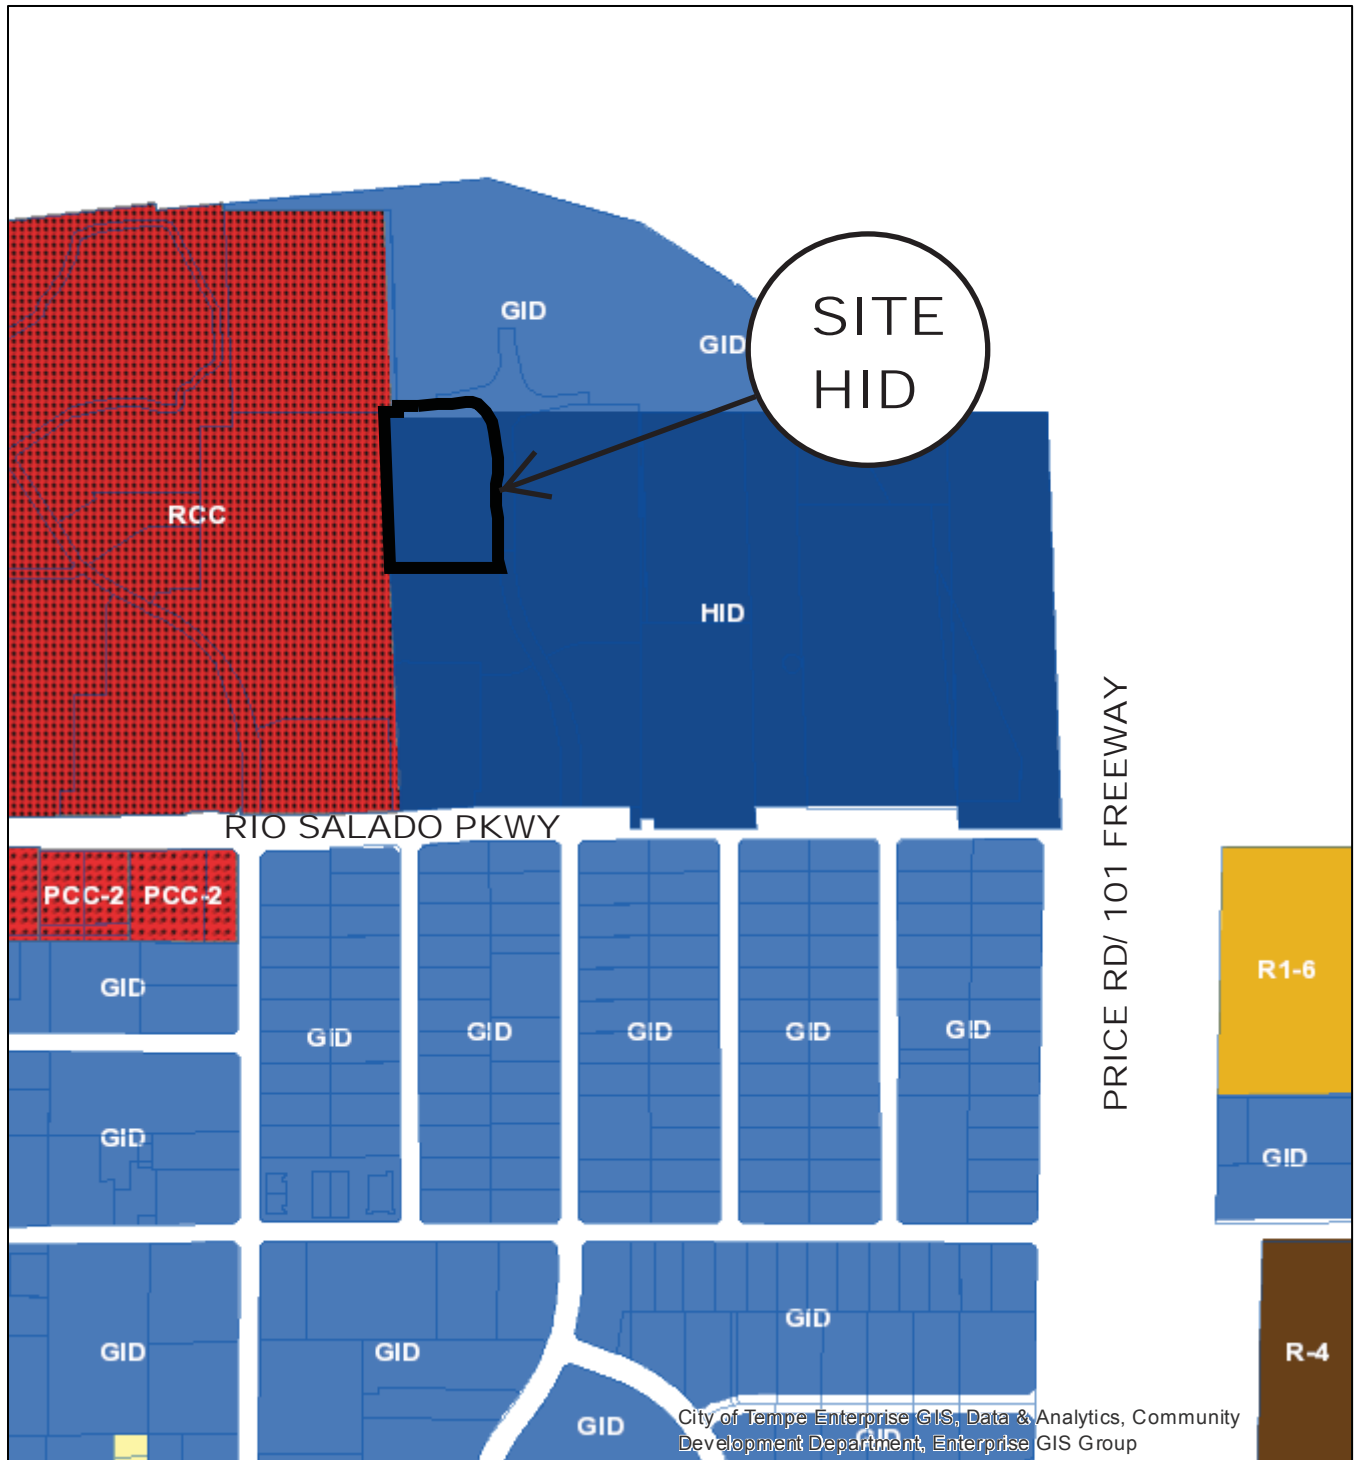 GID
GID
SITE
HID
RCC
HID
PRICE RD/ 101 FREEWAY
RIO SALADO PKWY
PCC-2
PCC-2
R1-6
GID
GID
GID
GID
GID
GID
GID
GID
GID
GID
GID
GID
R-4
GID
GID
City of Tempe Enterprise GIS, Data & Analytics, Community
Development Department, Enterprise GIS Group